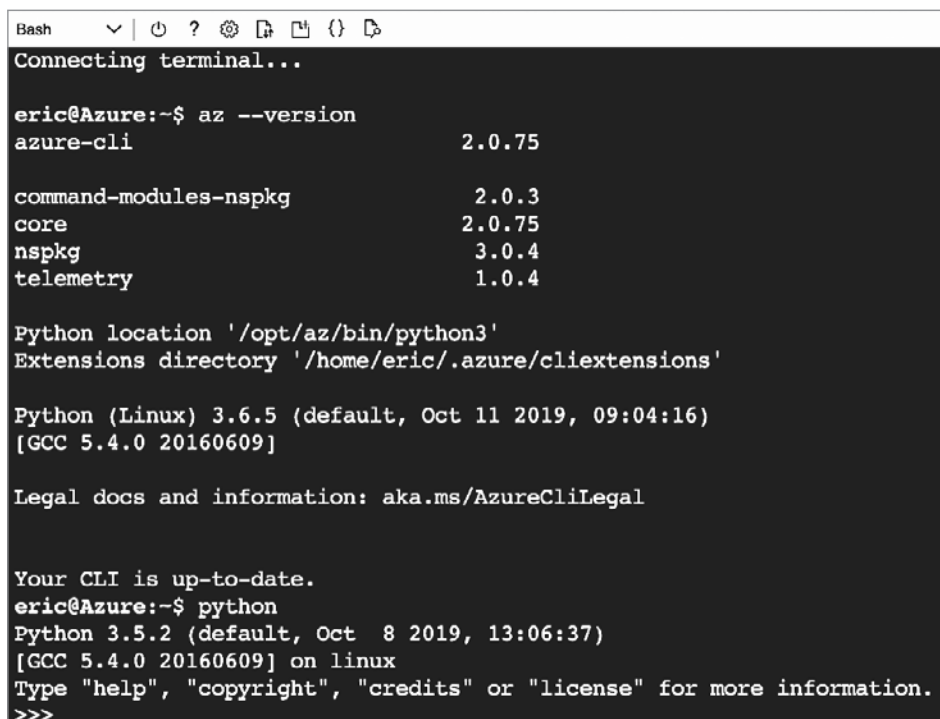 Bash
Connecting terminal...
eric@Azure:~$ az --version
azure-cli 2.0.75
command-modules-nspkg 2.0.3
core 2.0.75
nspkg 3.0.4
telemetry 1.0.4
Python location '/opt/az/bin/python3'
Extensions directory '/home/eric/.azure/cliextensions'
Python (Linux) 3.6.5 (default, Oct 11 2019, 09:04:16)
[GCC 5.4.0 20160609]
Legal docs and information: aka.ms/AzureCliLegal
Your CLI is up-to-date.
eric@Azure:~$ python
Python 3.5.2 (default, Oct  8 2019, 13:06:37)
[GCC 5.4.0 20160609] on linux
Type "help", "copyright", "credits" or "license" for more information.
>>>